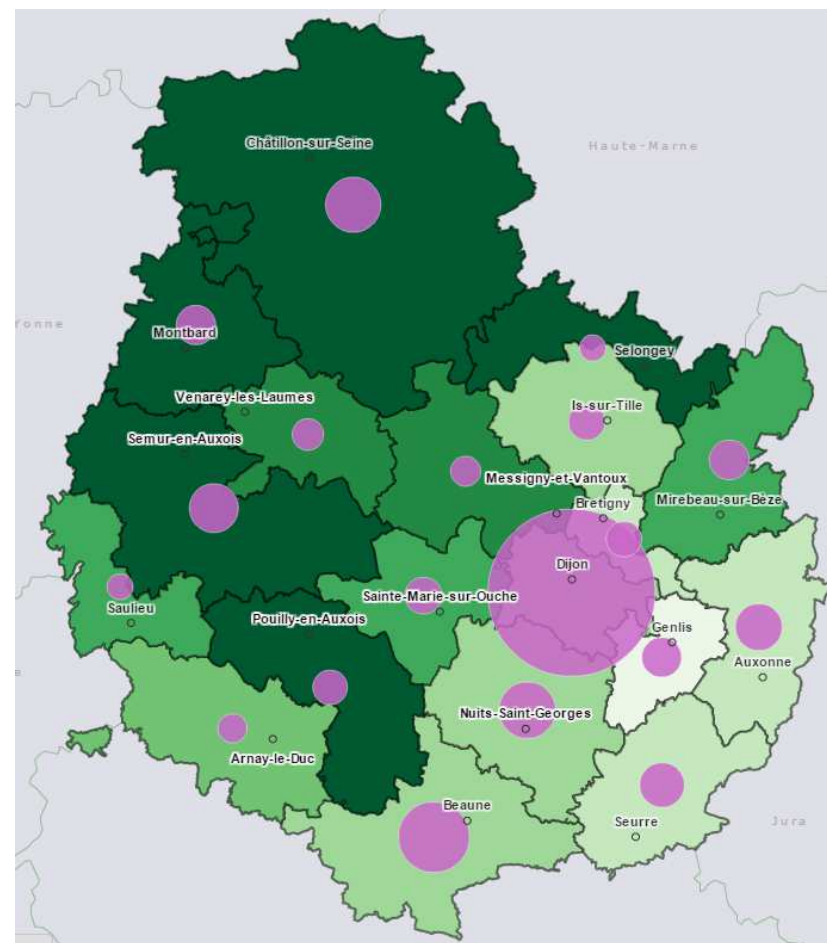 Châtillon-sur-Seine
Haute-Marne
Yonne
Montbard
Selongey
Venarey-les-Laumes
Is-sur-Tille
Semur-en-Auxois
Messigny-et-Vantoux
Mirebeau-sur-Bèze
Bretigny
Dijon
Sainte-Marie-sur-Ouche
Saulieu
Pouilly-en-Auxois
Genlis
Auxonne
Nuits-Saint-Georges
Arnay-le-Duc
Beaune
Seurre
Jura